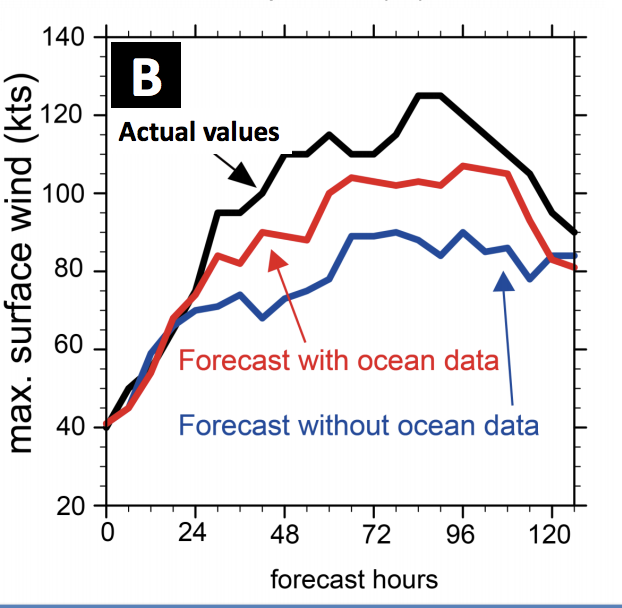 140
B
120
Actual values
100
80
60
Forecast with ocean data
Forecast without ocean data
40
20
0 24 48 72 96 120
forecast hours
max. surface wind (kts)